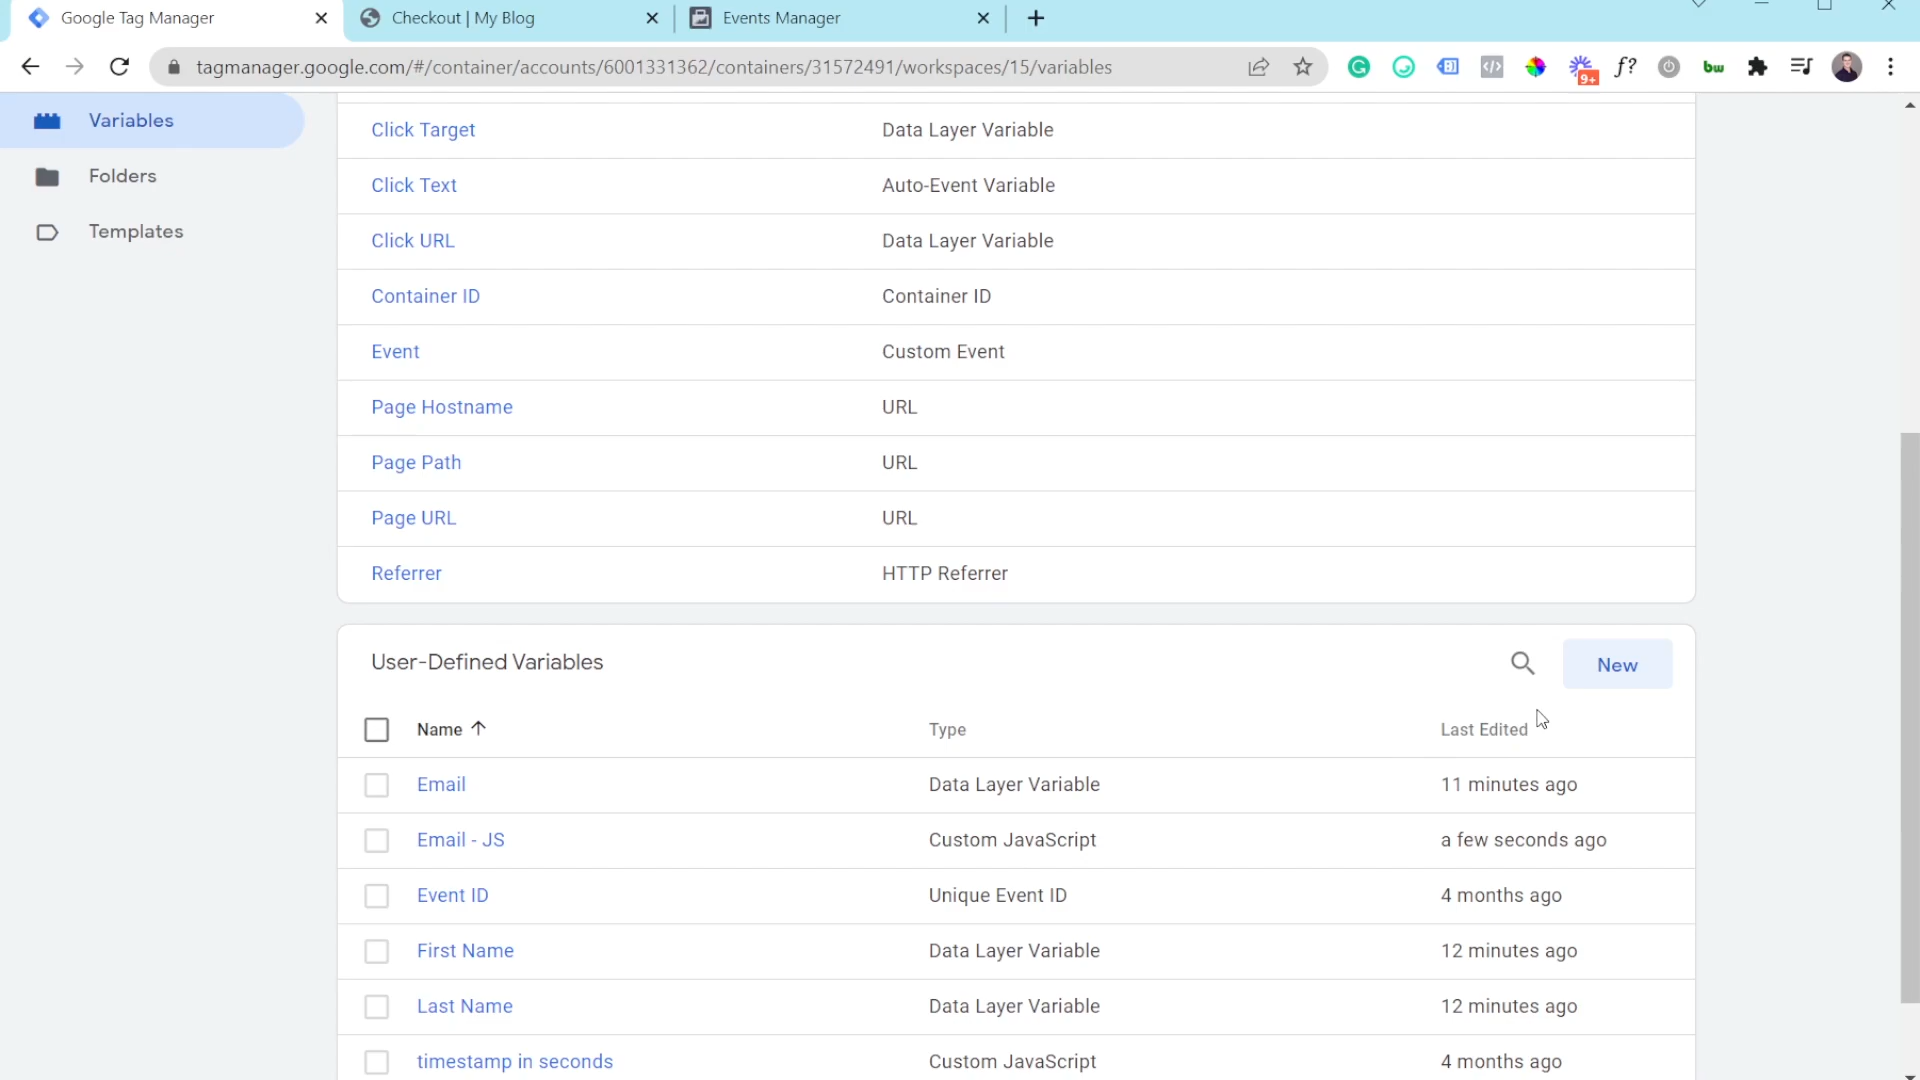 Google Tag Manager
Checkout | My Blog
Events Manager
tagmanager.google.com/#/container/accounts/6001331362/containers/31572491/workspaces/15/variables
9+
f?
bw
Variables
Folders
Templates
Click Target Data Layer Variable
Click Text Auto-Event Variable
Click URL Data Layer Variable
Container ID Container ID
Event Custom Event
Page Hostname URL
Page Path URL
Page URL URL
Referrer HTTP Referrer
User-Defined Variables
New
Name Type Last Edited
Email Data Layer Variable 11 minutes ago
Email - JS Custom JavaScript a few seconds ago
Event ID Unique Event ID 4 months ago
First Name Data Layer Variable 12 minutes ago
Last Name Data Layer Variable 12 minutes ago
timestamp in seconds Custom JavaScript 4 months ago